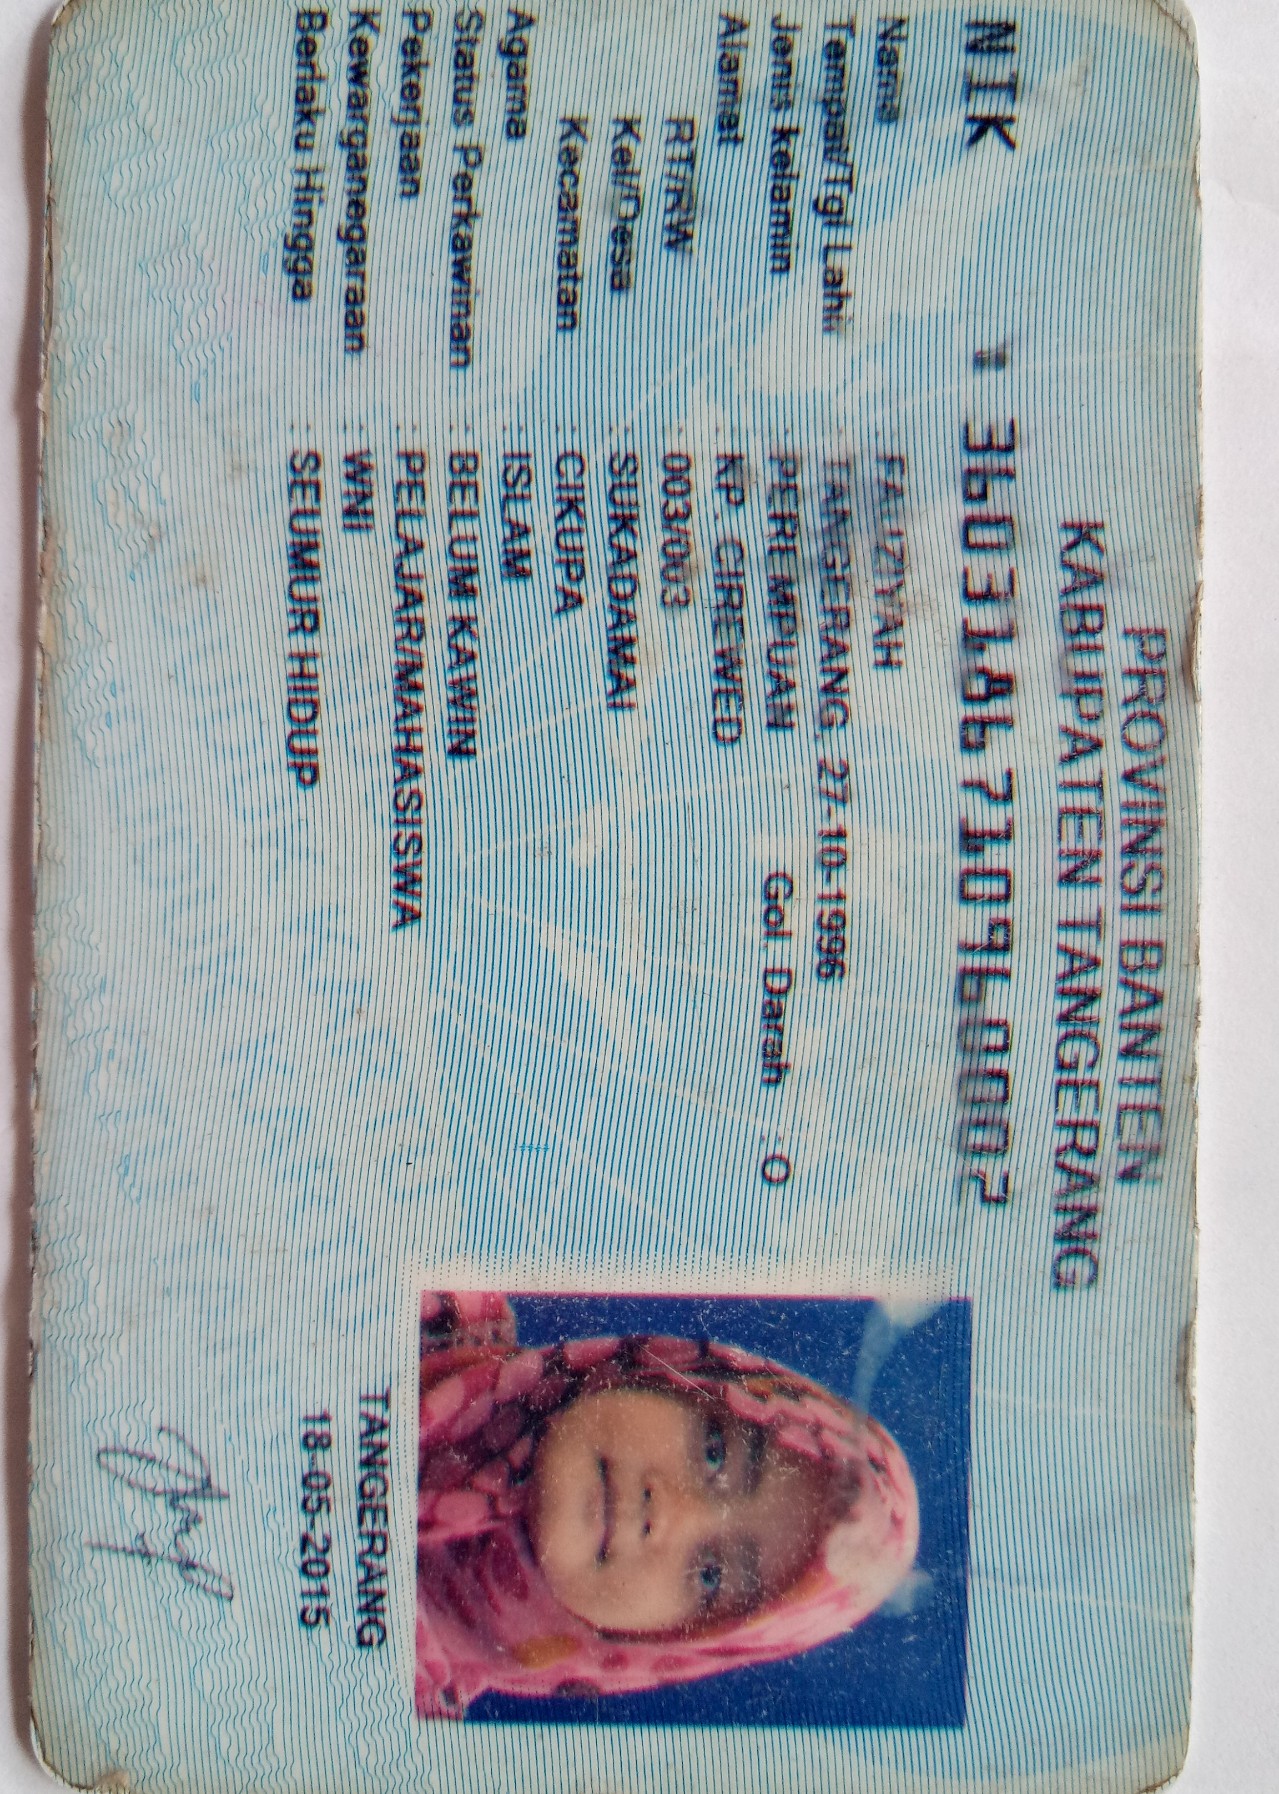 PROVINSI BANTEN
KABUPATEN TANGERANG
NIK : 3603186710960002
Nama : FAUZYAH
Tempat/Tgl Lahir : TANGERANG, 27-10-1996
Jenis kelamin : PEREMPUAN Gol. Darah : O
Alamat : KP. CIREWED
RT/RW : 003/003
Kel/Desa : SUKADAMAI
Kecamatan : CIKUPA
Agama : ISLAM
Status Perkawinan : BELUM KAWIN
Pekerjaan : PELAJAR/MAHASISWA
Kewarganegaraan : WNI
Berlaku Hingga : SEUMUR HIDUP
TANGERANG
18-05-2015